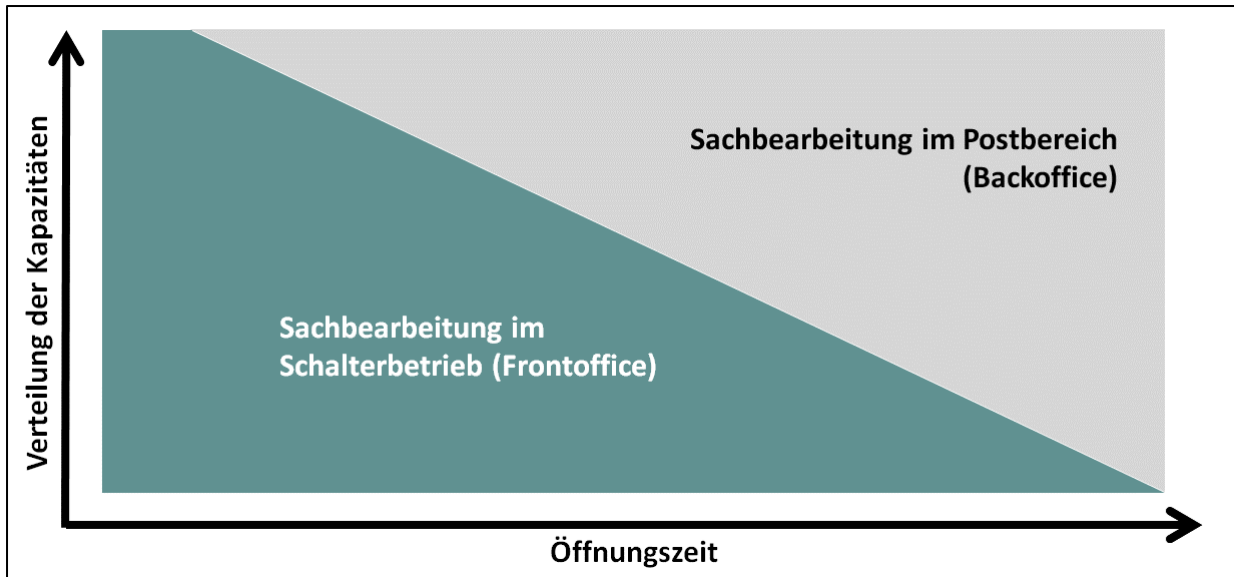 Verteilung der Kapazitäten
Sachbearbeitung im Postbereich
(Backoffice)
Sachbearbeitung im
Schalterbetrieb (Frontoffice)
Öffnungszeit